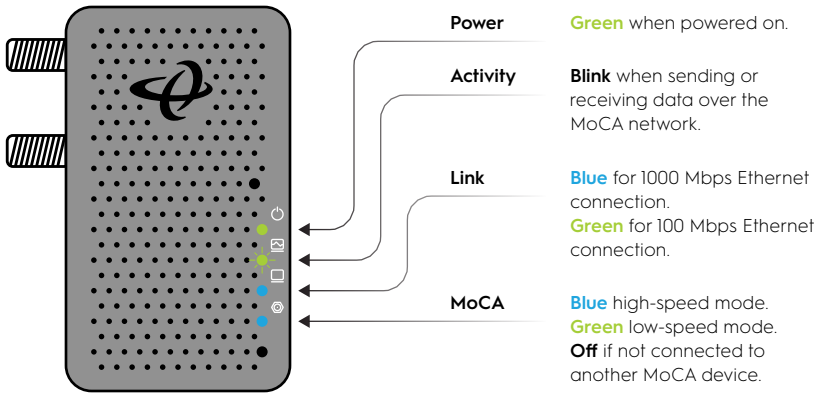 Power
Green when powered on.
Activity
Blink when sending or
receiving data over the
MoCA network.
Link
Blue for 1000 Mbps Ethernet
connection.
Green for 100 Mbps Ethernet
connection.
MoCA
Blue high-speed mode.
Green low-speed mode.
Off if not connected to
another MoCA device.